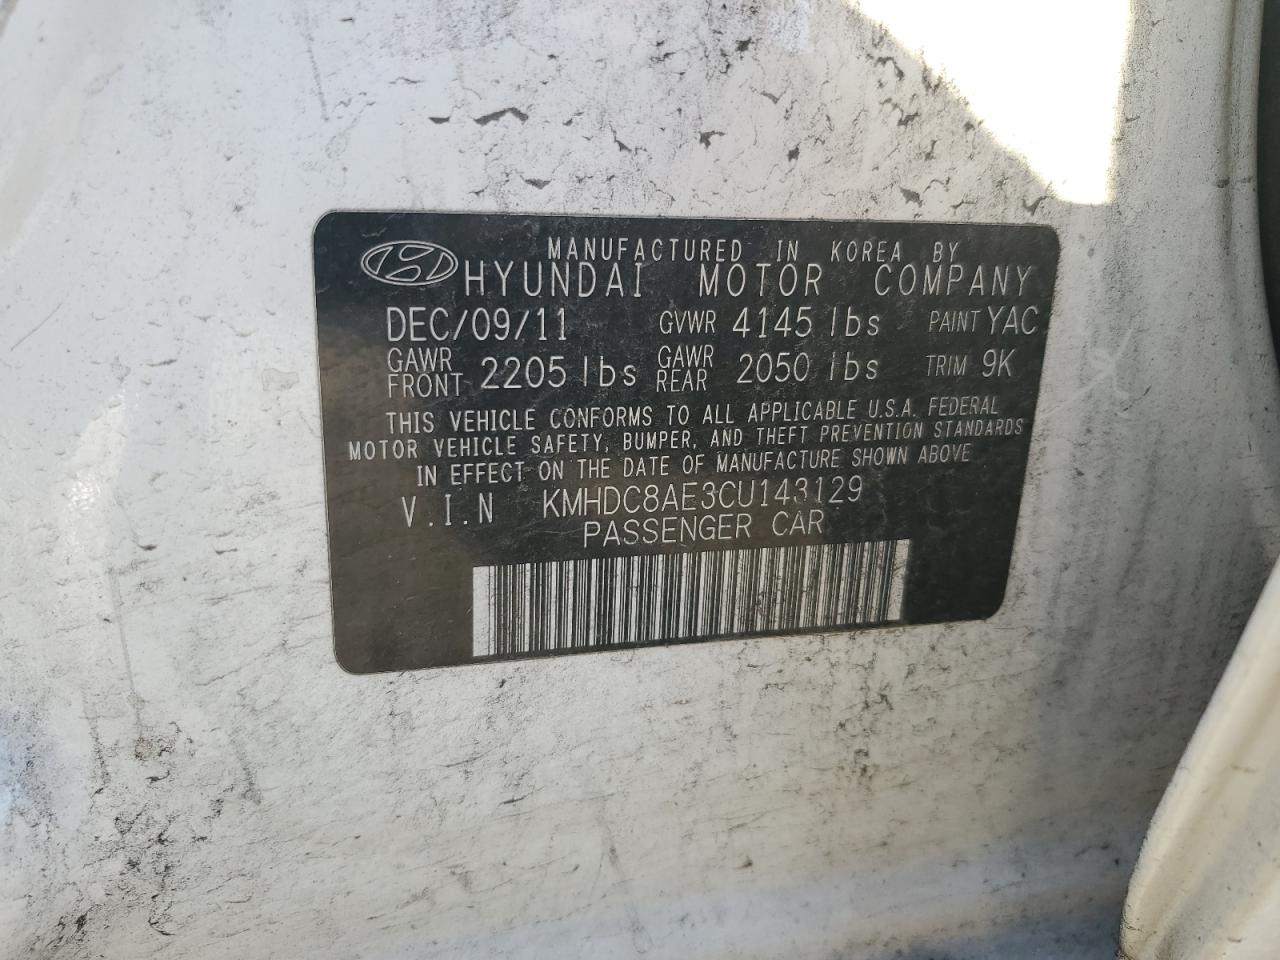 MANUFACTURED IN KOREA BY
HYUNDAI MOTOR COMPANY
DEC/09/11 GVWR 4145 lbs PAINT YAC
GAWR FRONT 2205 lbs GAWR REAR 2050 lbs TRIM 9K
THIS VEHICLE CONFORMS TO ALL APPLICABLE U.S.A. FEDERAL
MOTOR VEHICLE SAFETY, BUMPER, AND THEFT PREVENTION STANDARDS
IN EFFECT ON THE DATE OF MANUFACTURE SHOWN ABOVE
V.I.N KMHDC8AE3CU143129
PASSENGER CAR